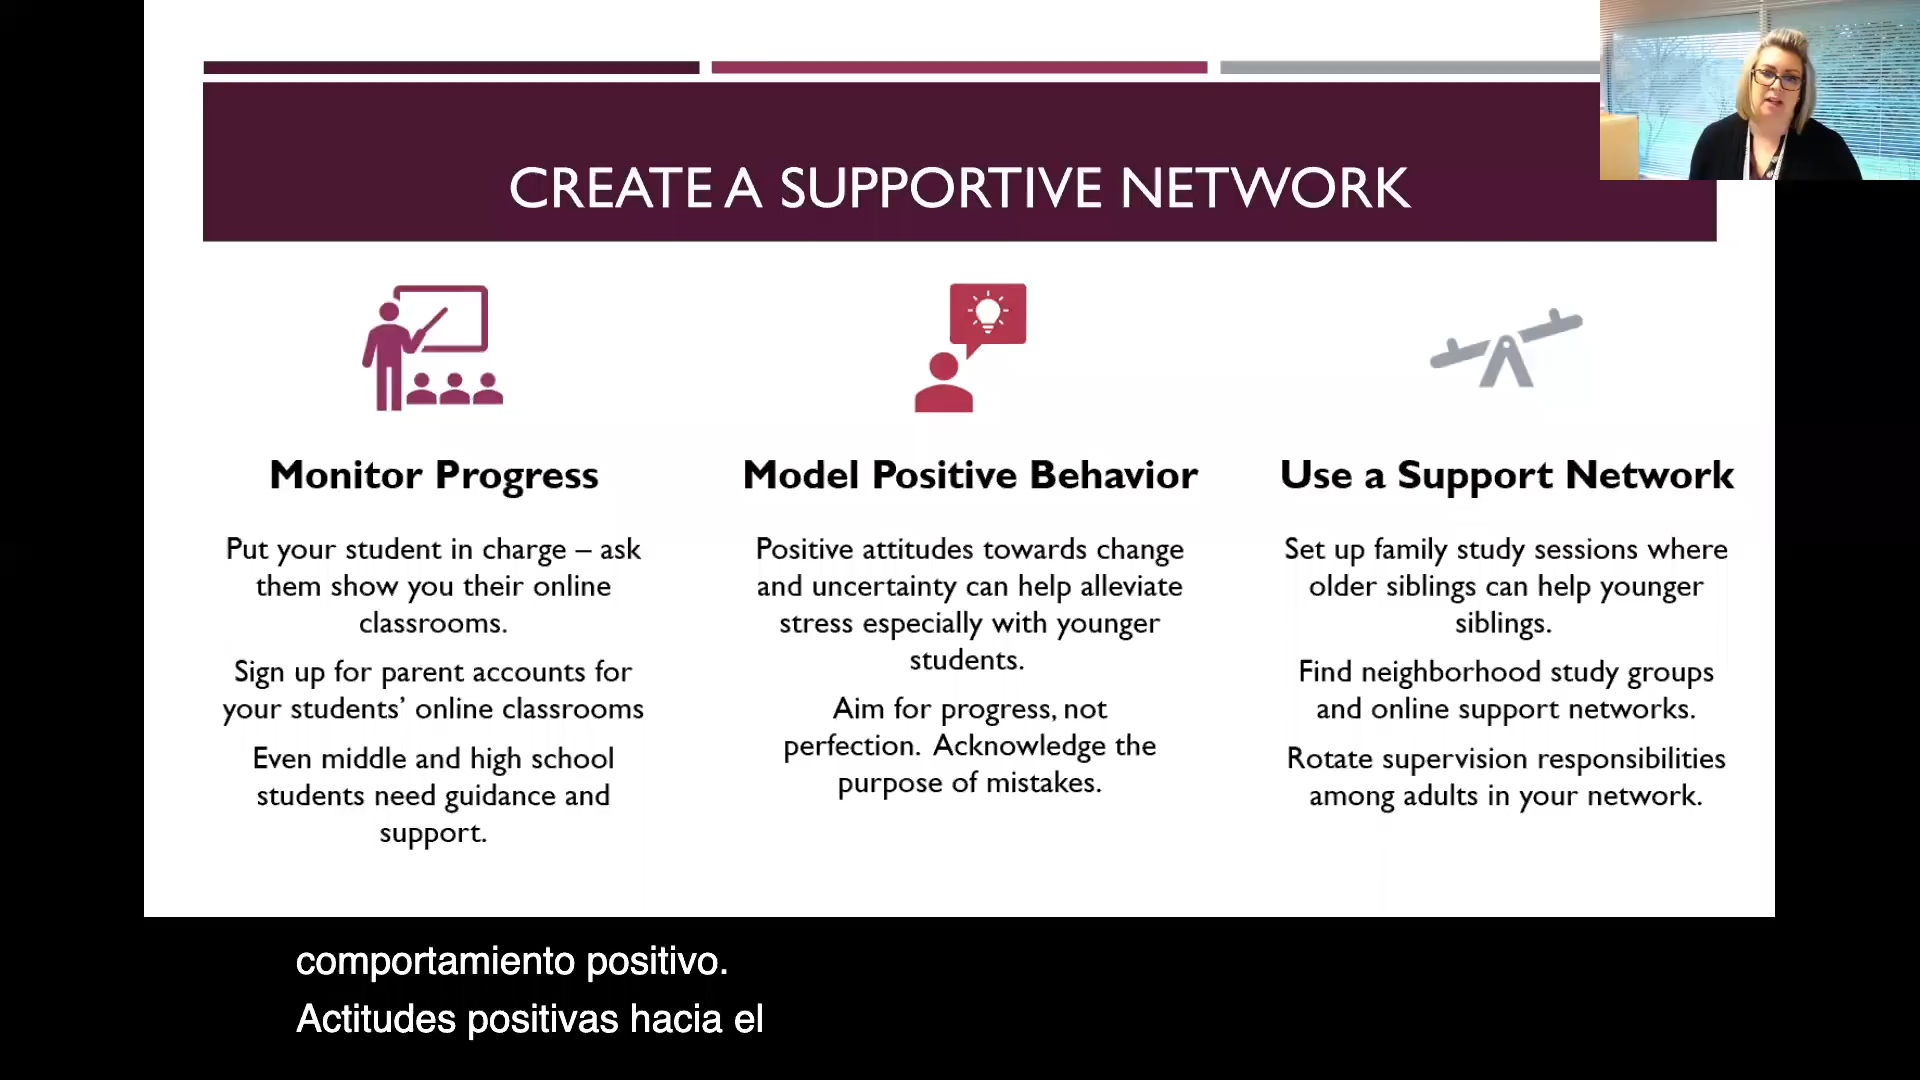 CREATE A SUPPORTIVE NETWORK
Monitor Progress
Put your student in charge – ask
them show you their online
classrooms.
Sign up for parent accounts for
your students’ online classrooms
Even middle and high school
students need guidance and
support.
Model Positive Behavior
Positive attitudes towards change
and uncertainty can help alleviate
stress especially with younger
students.
Aim for progress, not
perfection. Acknowledge the
purpose of mistakes.
Use a Support Network
Set up family study sessions where
older siblings can help younger
siblings.
Find neighborhood study groups
and online support networks.
Rotate supervision responsibilities
among adults in your network.
comportamiento positivo.
Actitudes positivas hacia el